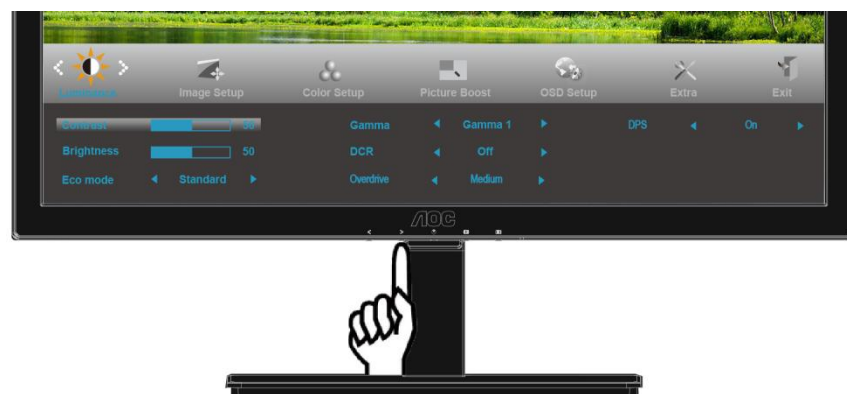 < >
Luminance Image Setup Color Setup Picture Boost OSD Setup Extra Exit
Contrast 50 Gamma Gamma 1 DPS On
Brightness 50 DCR Off
Eco mode Standard Overdrive Medium
AOC
< >